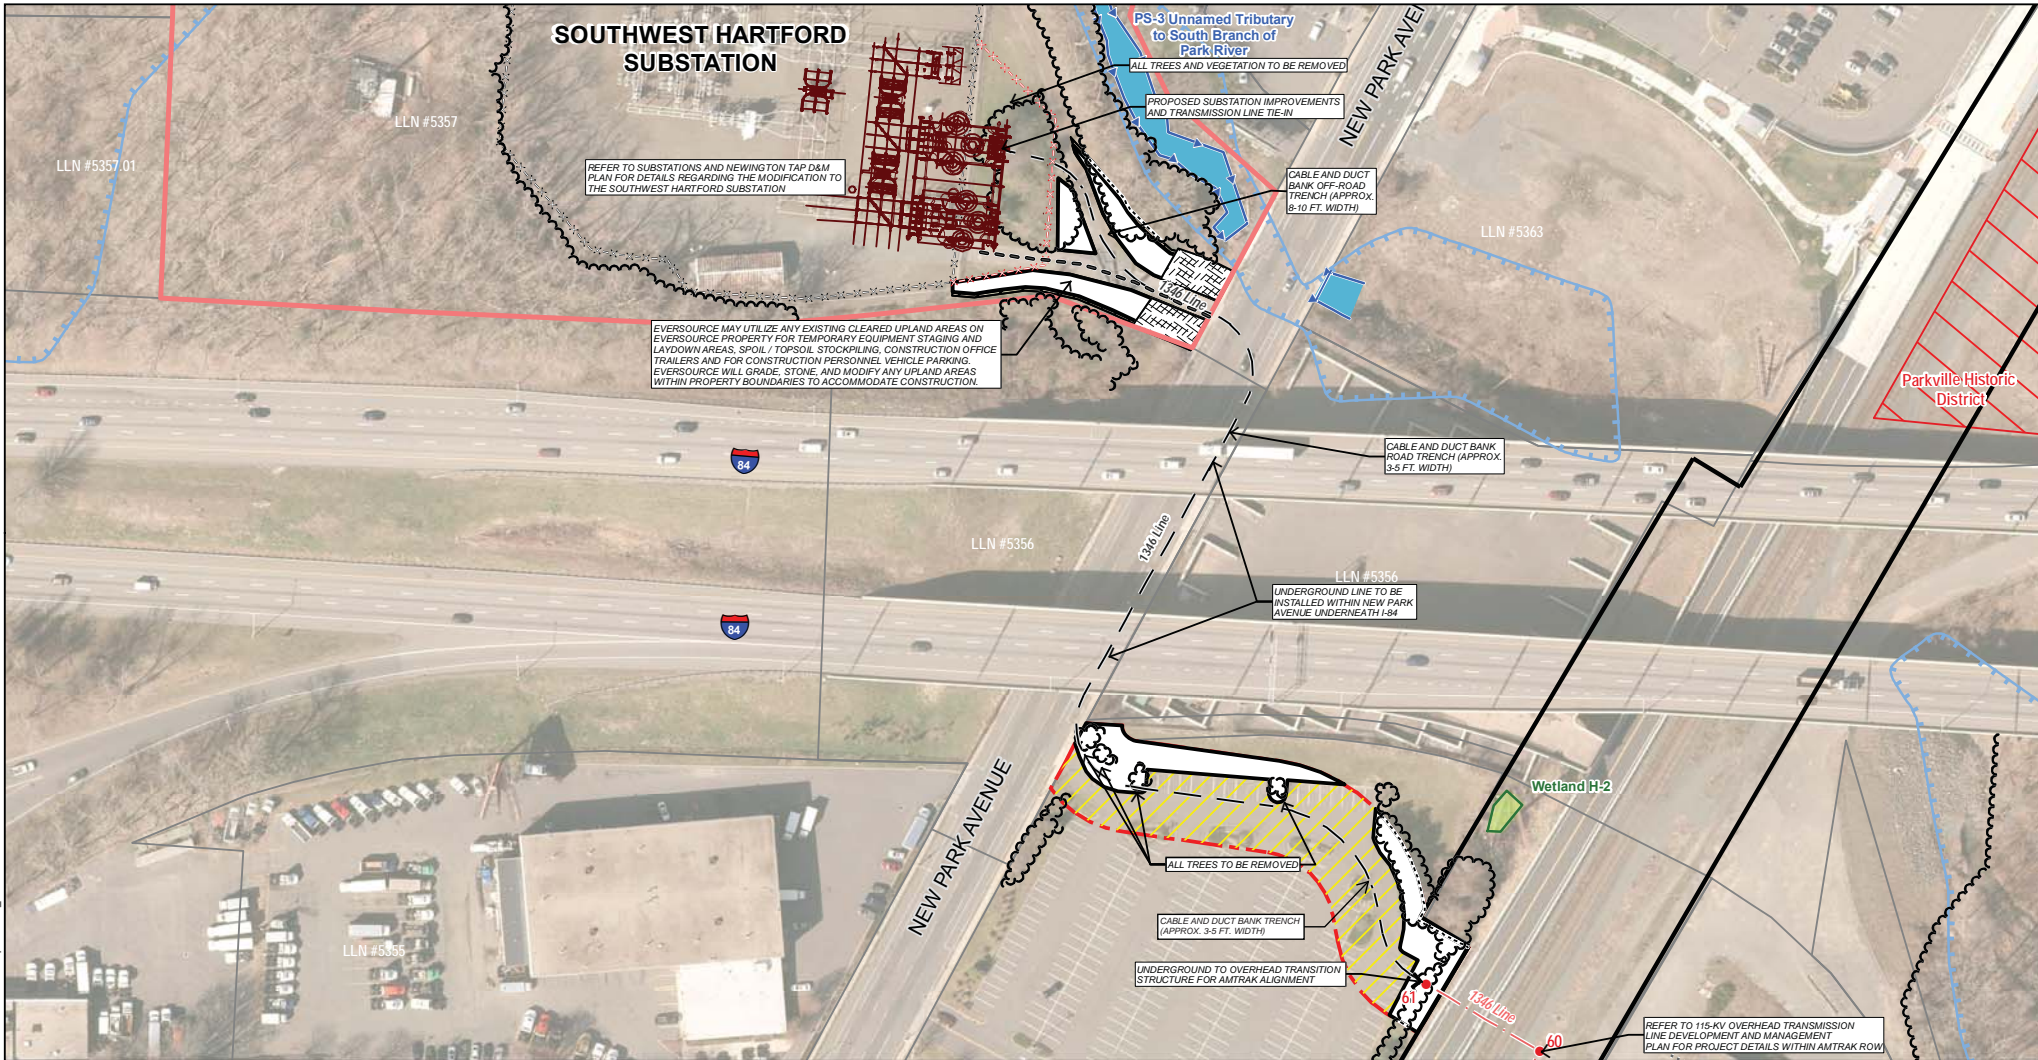 SOUTHWEST HARTFORD
SUBSTATION
PS-3 Unnamed Tributary
to South Branch of
Park River
ALL TREES AND VEGETATION TO BE REMOVED
PROPOSED SUBSTATION IMPROVEMENTS
AND TRANSMISSION LINE TIE-IN
NEW PARK AVEN
LLN #5357
LLN #5357.01
REFER TO SUBSTATIONS AND NEWINGTON TAP D&M
PLAN FOR DETAILS REGARDING THE MODIFICATION TO
THE SOUTHWEST HARTFORD SUBSTATION
CABLE AND DUCT
BANK OFF-ROAD
TRENCH (APPROX.
8-10 FT. WIDTH)
LLN #5363
1346 Line
EVERSOURCE MAY UTILIZE ANY EXISTING CLEARED UPLAND AREAS ON
EVERSOURCE PROPERTY FOR TEMPORARY EQUIPMENT STAGING AND
LAYDOWN AREAS, SPOIL / TOPSOIL STOCKPILING, CONSTRUCTION OFFICE
TRAILERS AND FOR CONSTRUCTION PERSONNEL VEHICLE PARKING.
EVERSOURCE WILL GRADE, STONE, AND MODIFY ANY UPLAND AREAS
WITHIN PROPERTY BOUNDARIES TO ACCOMMODATE CONSTRUCTION.
Parkville Historic
District
84
CABLE AND DUCT BANK
ROAD TRENCH (APPROX.
3-5 FT. WIDTH)
1346 Line
LLN #5356
LLN #5356
UNDERGROUND LINE TO BE
INSTALLED WITHIN NEW PARK
AVENUE UNDERNEATH I-84
84
NEW PARK AVENUE
Wetland H-2
ALL TREES TO BE REMOVED
CABLE AND DUCT BANK TRENCH
(APPROX. 3-5 FT. WIDTH)
LLN #5355
UNDERGROUND TO OVERHEAD TRANSITION
STRUCTURE FOR AMTRAK ALIGNMENT
61
1346 Line
60
REFER TO 115-KV OVERHEAD TRANSMISSION
LINE DEVELOPMENT AND MANAGEMENT
PLAN FOR PROJECT DETAILS WITHIN AMTRAK ROW